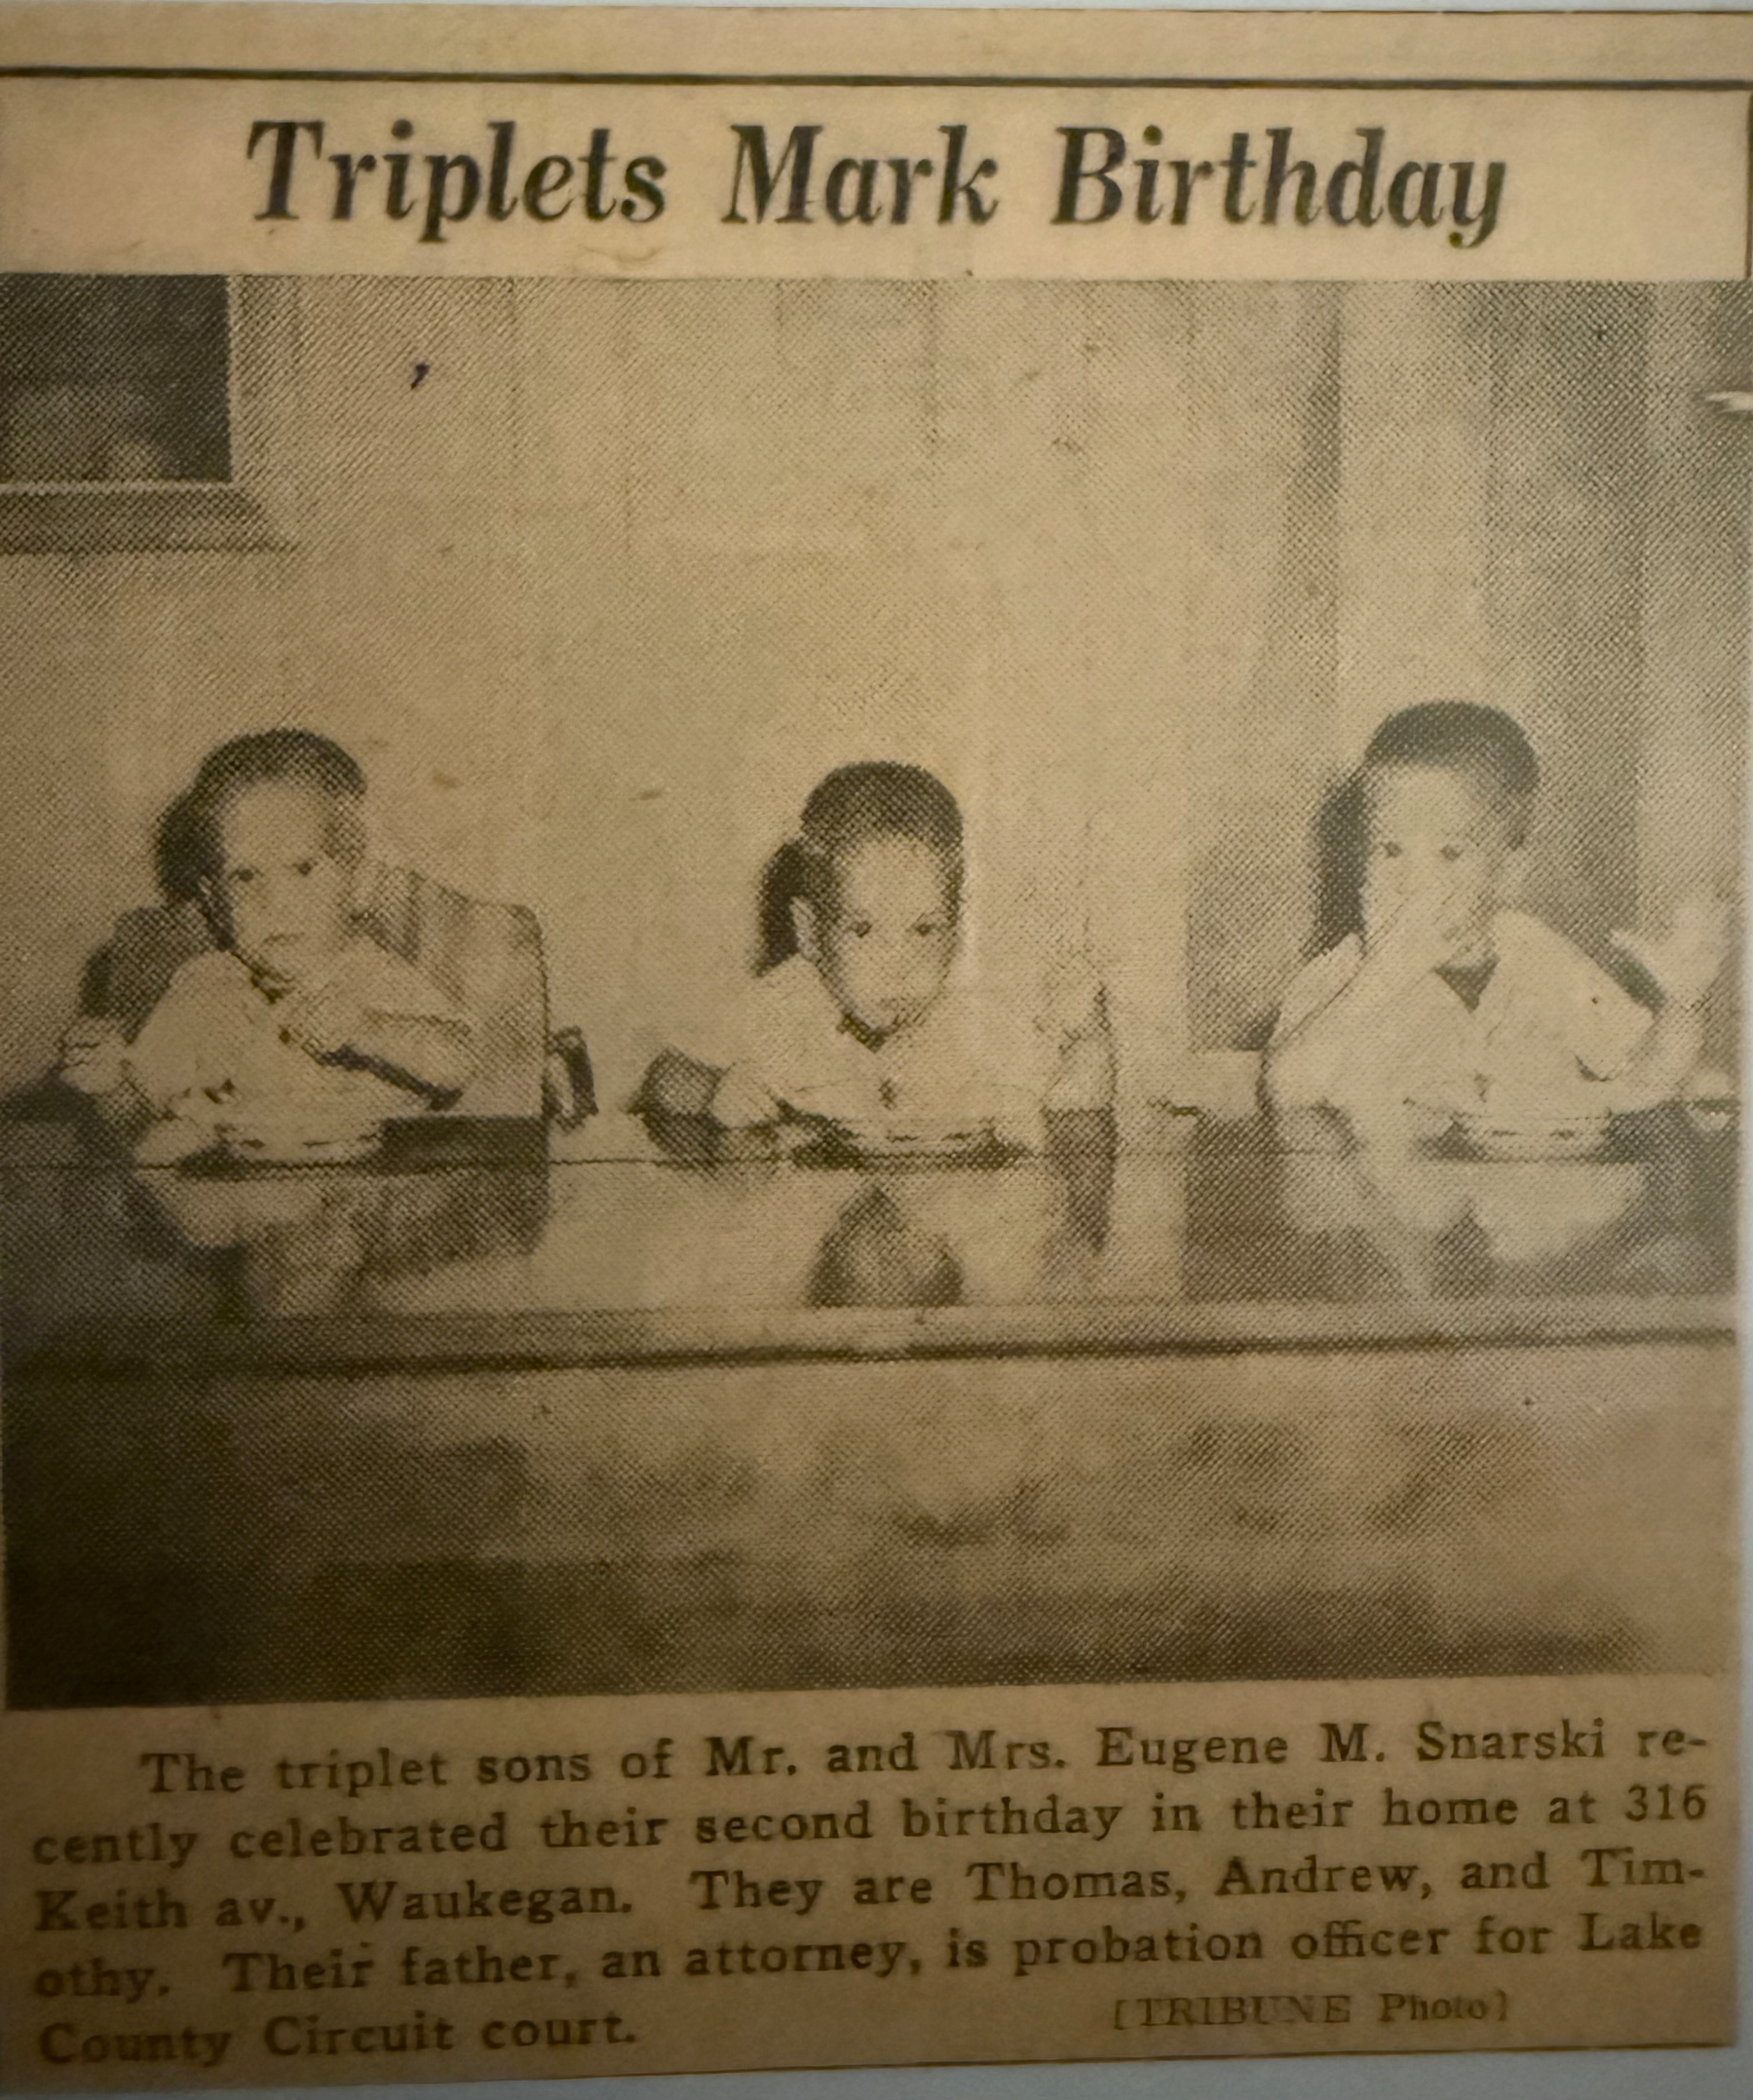 Triplets Mark Birthday
The triplet sons of Mr. and Mrs. Eugene M. Snarski re-
cently celebrated their second birthday in their home at 316
Keith av., Waukegan. They are Thomas, Andrew, and Tim-
othy. Their father, an attorney, is probation officer for Lake
County Circuit court. [TRIBUNE Photo]